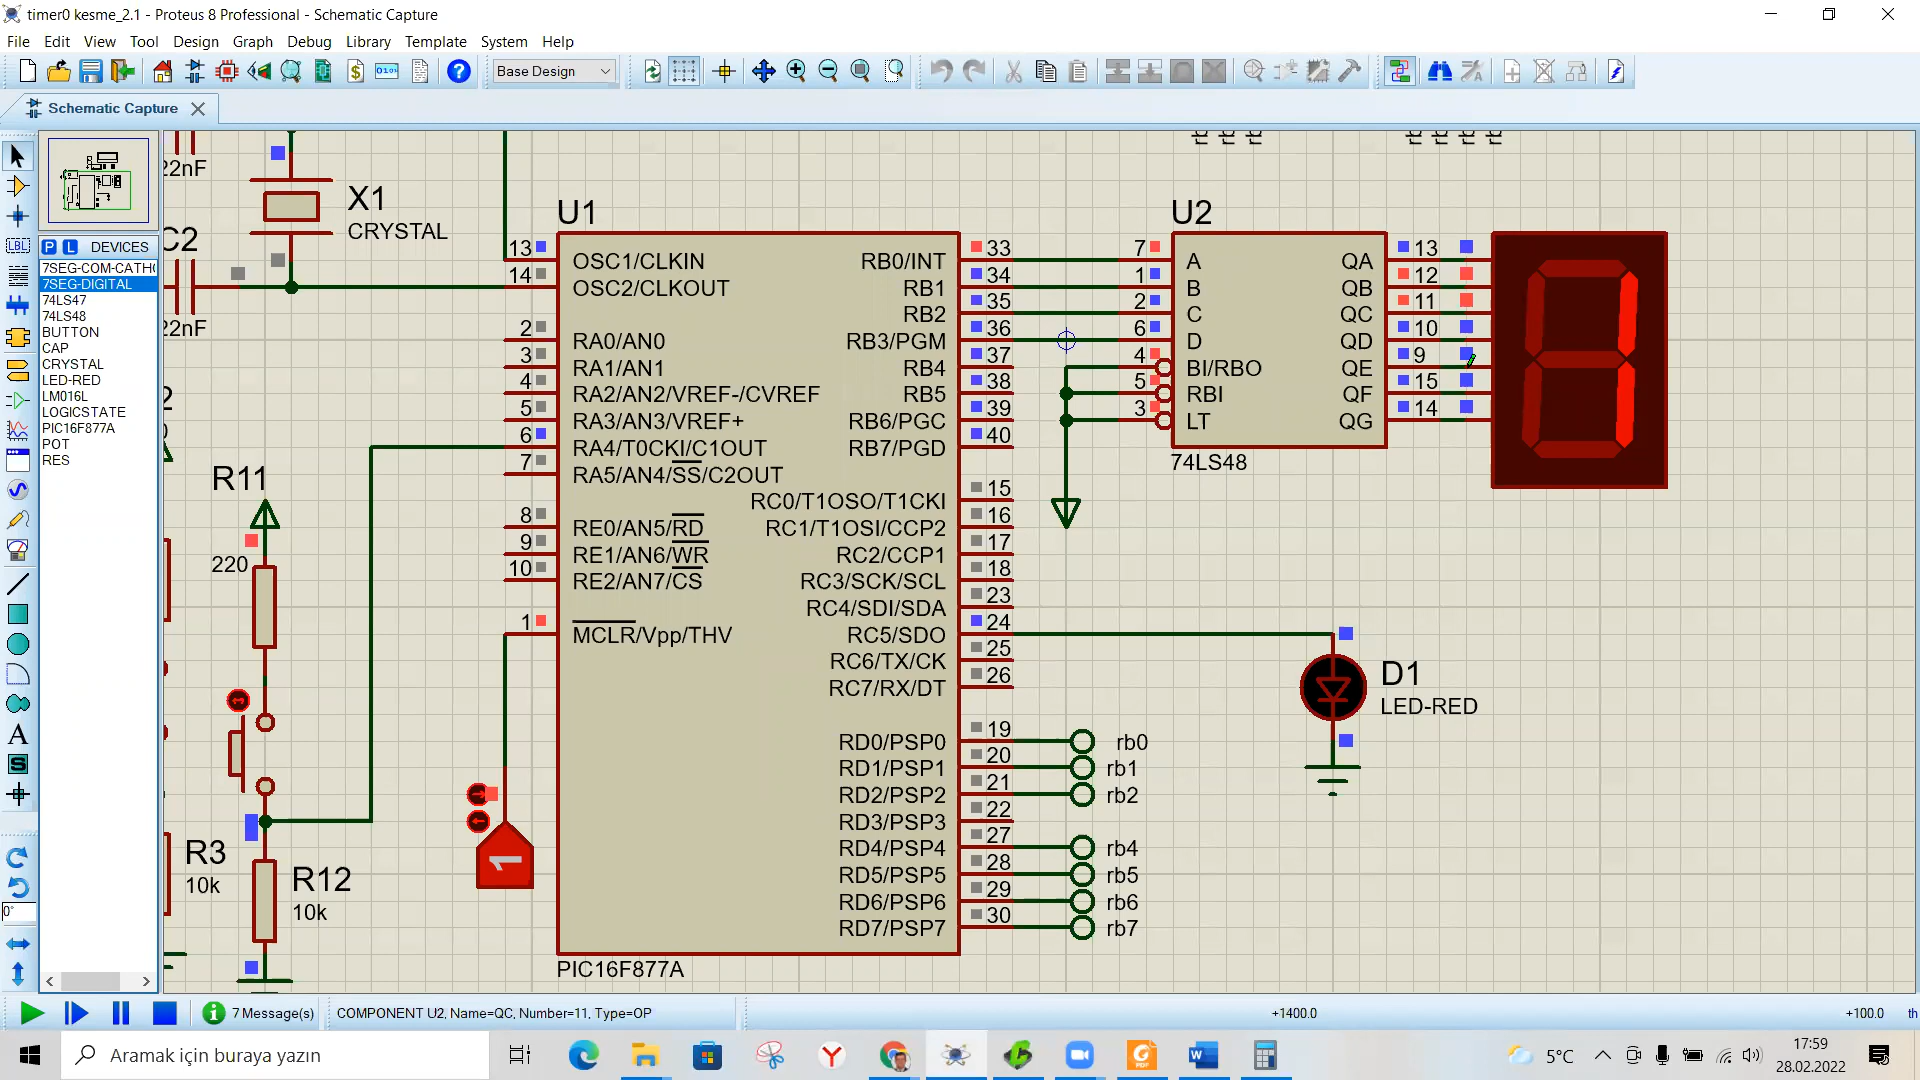 timer0 kesme_2.1 - Proteus 8 Professional - Schematic Capture
File Edit View Tool Design Graph Debug Library Template System Help
Base Design
Schematic Capture
P L DEVICES
7SEG-COM-CATH
7SEG-DIGITAL
74LS47
74LS48
BUTTON
CAP
CRYSTAL
LED-RED
LM016L
LOGICSTATE
PIC16F877A
POT
RES
22nF
X1
CRYSTAL
C2
22nF
R11
220
R3
10k
R12
10k
1
U1
13 OSC1/CLKIN
14 OSC2/CLKOUT
2 RA0/AN0
3 RA1/AN1
4 RA2/AN2/VREF-/CVREF
5 RA3/AN3/VREF+
6 RA4/T0CKI/C1OUT
7 RA5/AN4/SS/C2OUT
8 RE0/AN5/RD
9 RE1/AN6/WR
10 RE2/AN7/CS
1 MCLR/Vpp/THV
RB0/INT 33
RB1 34
RB2 35
RB3/PGM 36
RB4 37
RB5 38
RB6/PGC 39
RB7/PGD 40
RC0/T1OSO/T1CKI 15
RC1/T1OSI/CCP2 16
RC2/CCP1 17
RC3/SCK/SCL 18
RC4/SDI/SDA 23
RC5/SDO 24
RC6/TX/CK 25
RC7/RX/DT 26
RD0/PSP0 19 rb0
RD1/PSP1 20 rb1
RD2/PSP2 21 rb2
RD3/PSP3 22
RD4/PSP4 27 rb4
RD5/PSP5 28 rb5
RD6/PSP6 29 rb6
RD7/PSP7 30 rb7
PIC16F877A
U2
7 A QA 13
1 B QB 12
2 C QC 11
6 D QD 10
4 BI/RBO QE 9
5 RBI QF 15
3 LT QG 14
74LS48
D1
LED-RED
0°
7 Message(s)
COMPONENT U2, Name=QC, Number=11, Type=OP
+1400.0
+100.0
th
Aramak için buraya yazın
5°C
17:59
28.02.2022